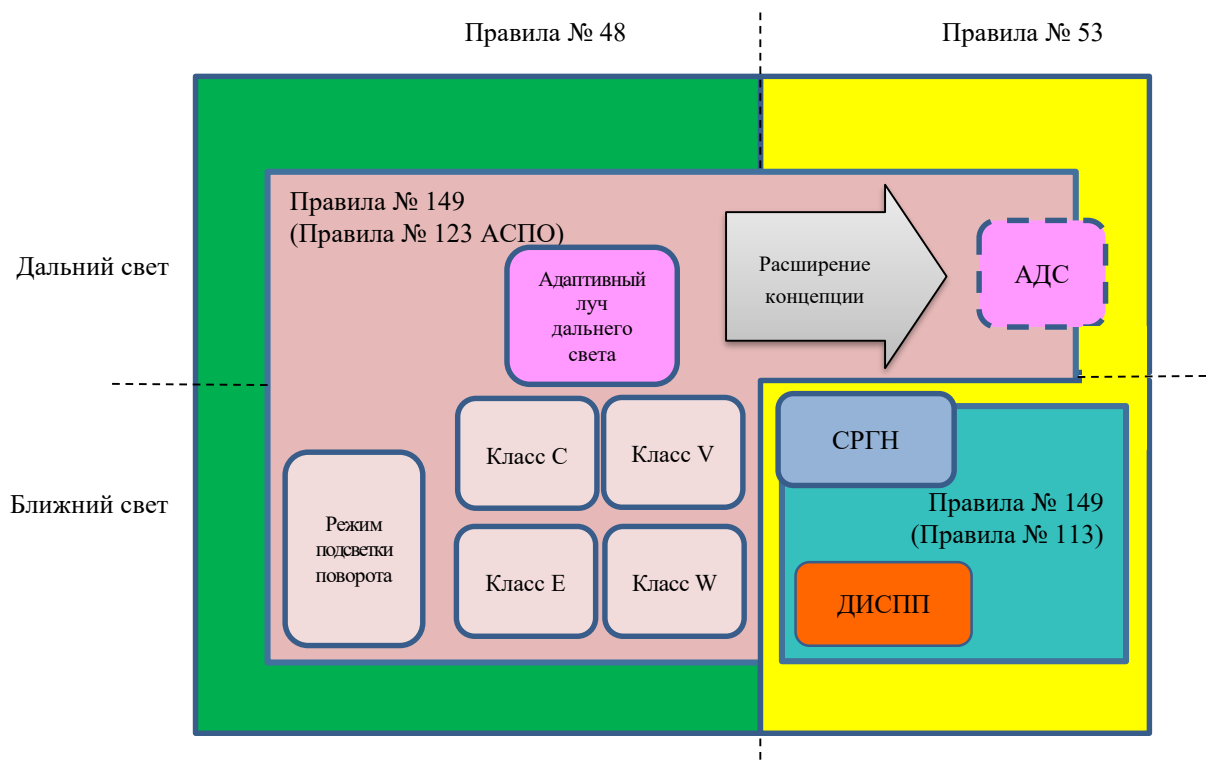 Правила № 48
Правила № 53
Правила № 149
(Правила № 123 АСПО)
Дальний свет
Адаптивный
луч
дальнего
света
Расширение
концепции
АДС
Класс C
Класс V
СРГН
Ближний свет
Режим
подсветки
поворота
Класс E
Класс W
Правила № 149
(Правила № 113)
ДИСПП